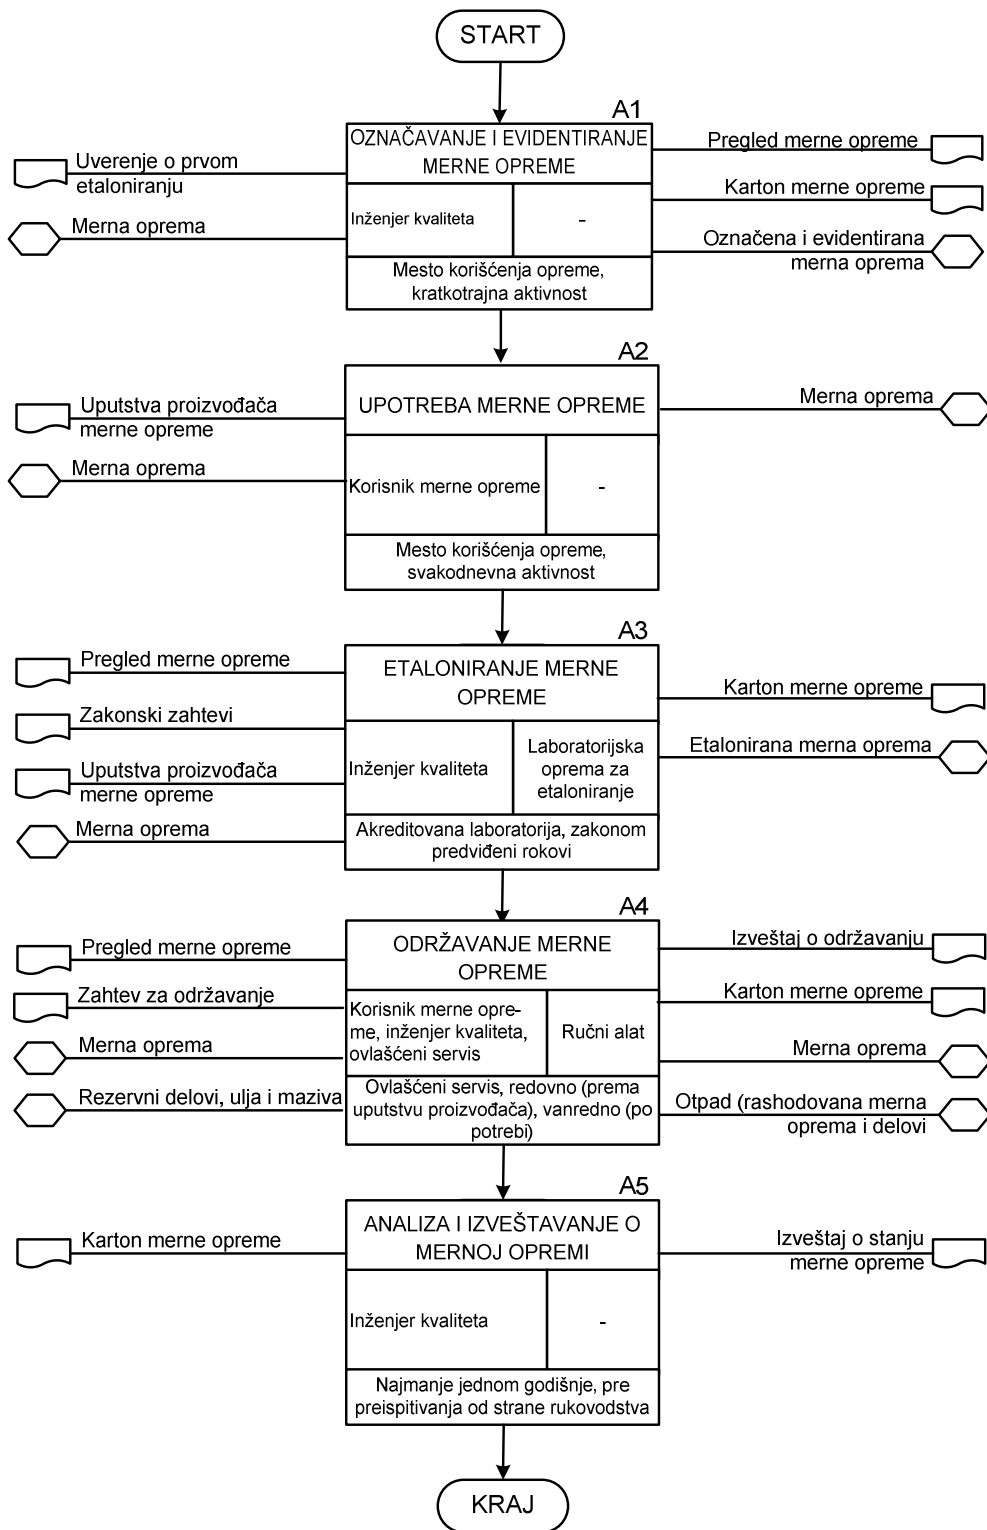 START
A1
OZNAČAVANJE I EVIDENTIRANJE
MERNE OPREME
Uverenje o prvom
etaloniranju
Merna oprema
Inženjer kvaliteta
-
Mesto korišćenja opreme,
kratkotrajna aktivnost
Pregled merne opreme
Karton merne opreme
Označena i evidentirana
merna oprema
A2
UPOTREBA MERNE OPREME
Uputstva proizvođača
merne opreme
Merna oprema
Korisnik merne opreme
-
Mesto korišćenja opreme,
svakodnevna aktivnost
Merna oprema
A3
ETALONIRANJE MERNE
OPREME
Pregled merne opreme
Zakonski zahtevi
Uputstva proizvođača
merne opreme
Merna oprema
Inženjer kvaliteta
Laboratorijska
oprema za
etaloniranje
Akreditovana laboratorija, zakonom
predviđeni rokovi
Karton merne opreme
Etalonirana merna oprema
A4
ODRŽAVANJE MERNE
OPREME
Pregled merne opreme
Zahtev za održavanje
Merna oprema
Rezervni delovi, ulja i maziva
Korisnik merne opre-
me, inženjer kvaliteta,
ovlašćeni servis
Ručni alat
Ovlašćeni servis, redovno (prema
uputstvu proizvođača), vanredno (po
potrebi)
Izveštaj o održavanju
Karton merne opreme
Merna oprema
Otpad (rashodovana merna
oprema i delovi
A5
ANALIZA I IZVEŠTAVANJE O
MERNOJ OPREMI
Karton merne opreme
Inženjer kvaliteta
-
Najmanje jednom godišnje, pre
preispitivanja od strane rukovodstva
Izveštaj o stanju
merne opreme
KRAJ